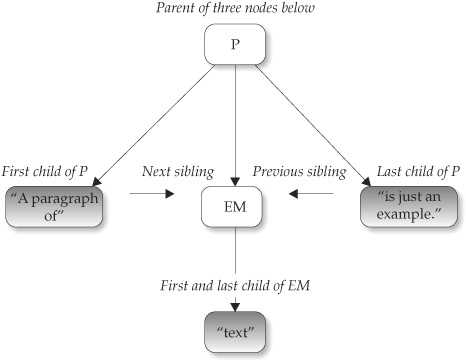 Parent of three nodes below
P
First child of P
Next sibling
Previous sibling
Last child of P
“A paragraph
of”
EM
“is just an
example.”
First and last child of EM
“text”